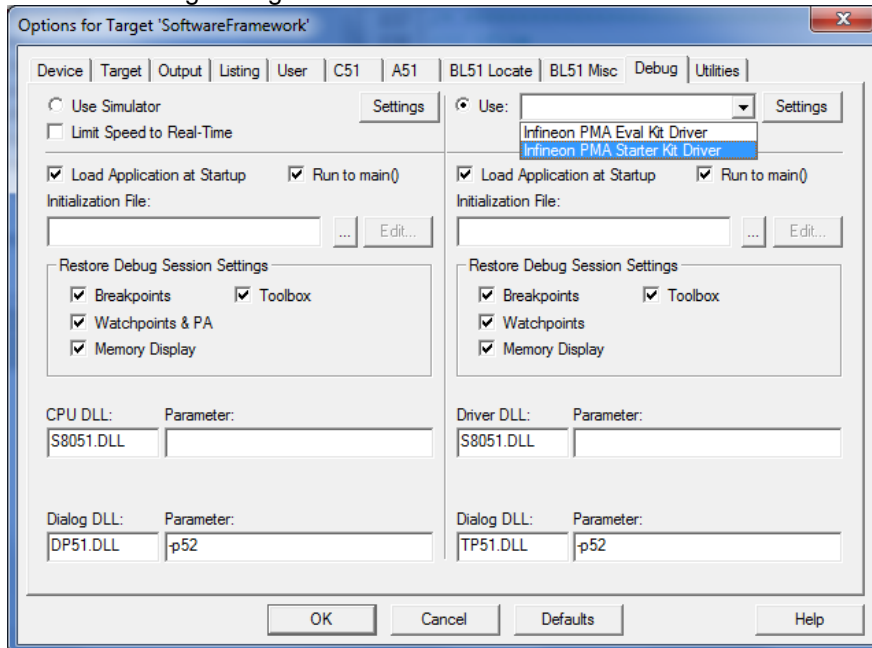 Options for Target 'SoftwareFramework'
Device Target Output Listing User C51 A51 BL51 Locate BL51 Misc Debug Utilities
Use Simulator Settings
Limit Speed to Real-Time
Use: Settings
Infineon PMA Eval Kit Driver
Infineon PMA Starter Kit Driver
Load Application at Startup Run to main()
Initialization File:
... Edit...
Restore Debug Session Settings
Breakpoints Toolbox
Watchpoints & PA
Memory Display
CPU DLL: Parameter:
S8051.DLL
Dialog DLL: Parameter:
DP51.DLL -p52
Load Application at Startup Run to main()
Initialization File:
... Edit...
Restore Debug Session Settings
Breakpoints Toolbox
Watchpoints
Memory Display
Driver DLL: Parameter:
S8051.DLL
Dialog DLL: Parameter:
TP51.DLL -p52
OK Cancel Defaults Help